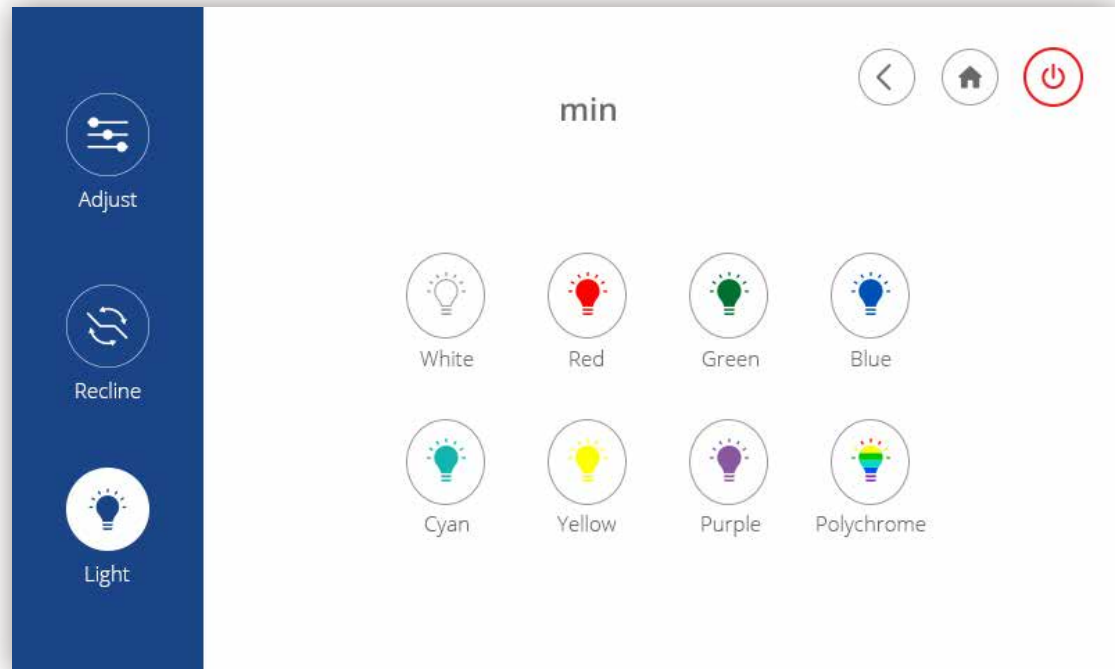 min
Adjust
Recline
Light
White Red Green Blue
Cyan Yellow Purple Polychrome